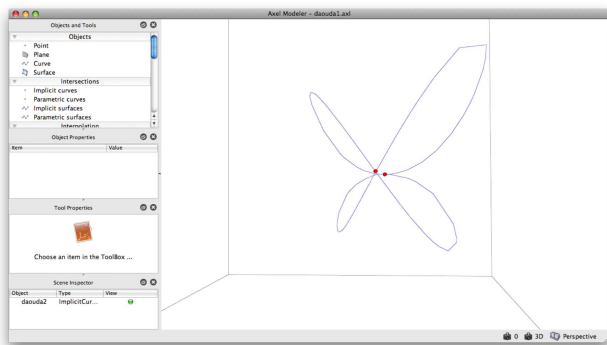 Axel Modeler - daouda1.axl
Objects and Tools
Objects
Point
Plane
Curve
Surface
Intersections
Implicit curves
Parametric curves
Implicit surfaces
Parametric surfaces
Interpolation
Object Properties
Item Value
Tool Properties
Choose an item in the ToolBox ...
Scene Inspector
Object Type View
daouda2 ImplicitCur...
0 3D Perspective